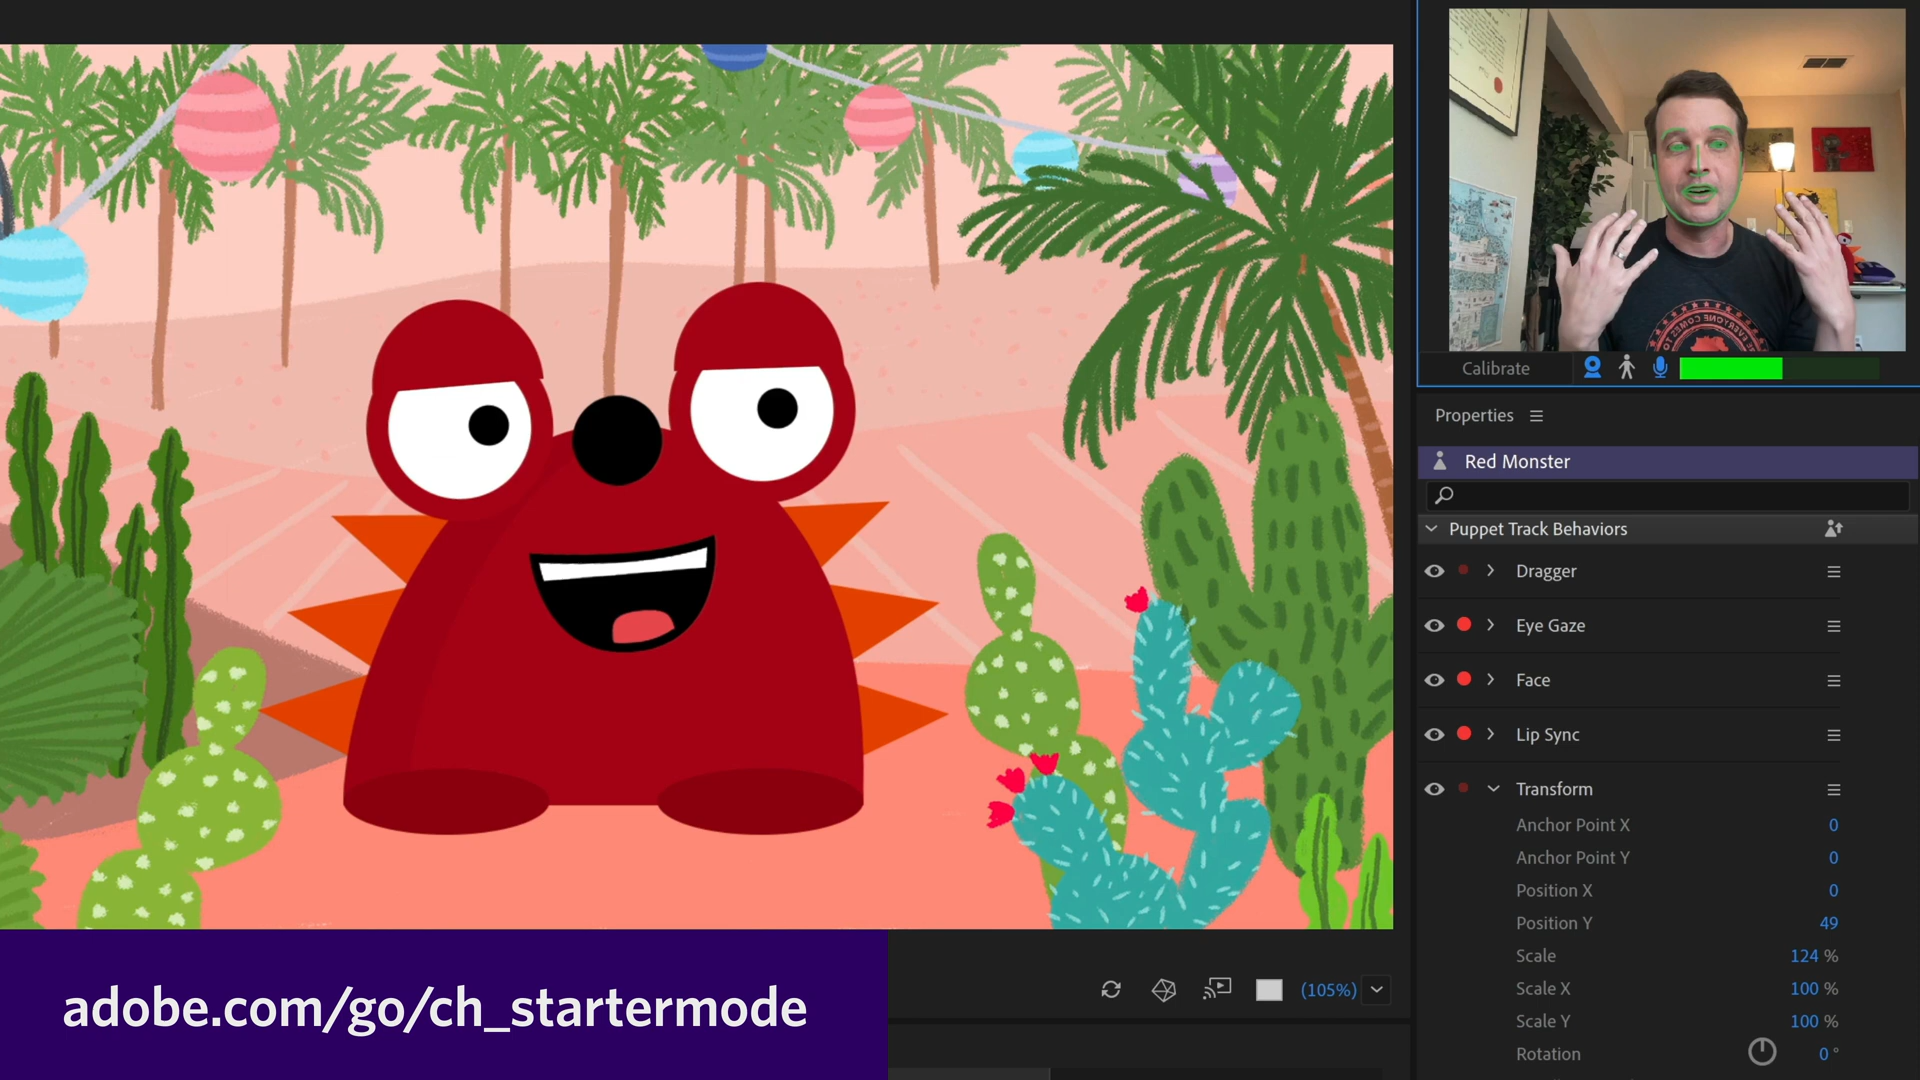 Calibrate
Properties
Red Monster
Puppet Track Behaviors
Dragger
Eye Gaze
Face
Lip Sync
Transform
Anchor Point X 0
Anchor Point Y 0
Position X 0
Position Y 49
Scale 124 %
Scale X 100 %
Scale Y 100 %
Rotation 0 °
(105%)
adobe.com/go/ch_startermode